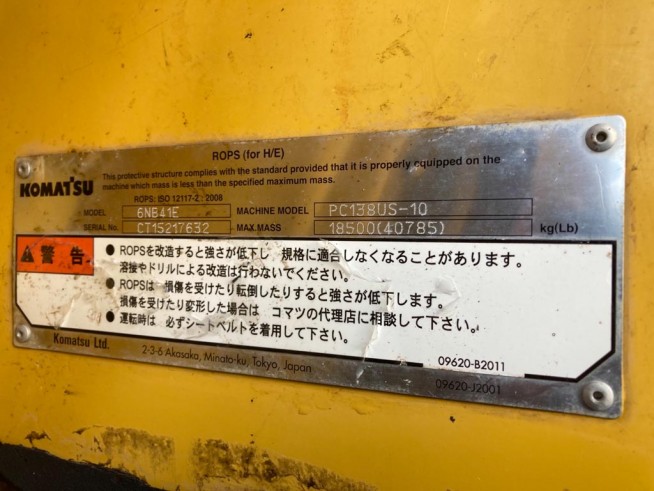 ROPS (for H/E)
KOMATSU
This protective structure complies with the standard provided that it is properly equipped on the
machine which mass is less than the specified maximum mass.
ROPS: ISO 12117-2 : 2008
MODEL 6NB41E MACHINE MODEL PC138US-10
SERIAL No. CT15217632 MAX.MASS 18500(40785) kg(Lb)
警告
● ROPSを改造すると強さが低下し、規格に適合しなくなることがあります。
溶接やドリルによる改造は行わないでください。
● ROPSは 損傷を受けたり転倒したりすると強さが低下します。
損傷を受けたり変形した場合は コマツの代理店に相談して下さい。
● 運転時は 必ずシートベルトを着用して下さい。
Komatsu Ltd.
2-3-6 Akasaka, Minato-ku, Tokyo, Japan
09620-B2011
09620-J2001